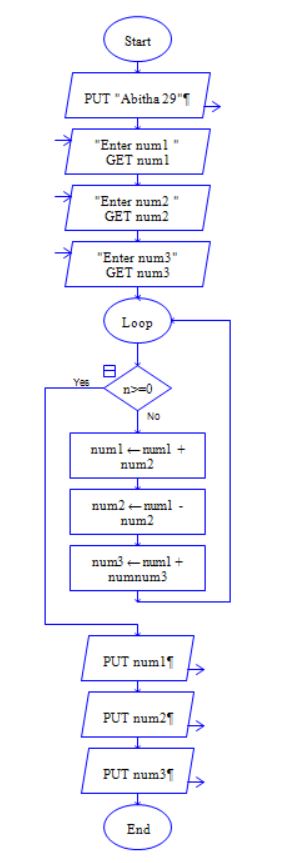 Start
PUT "Abitha 29"¶
"Enter num1 "
GET num1
"Enter num2 "
GET num2
"Enter num3"
GET num3
Loop
Yes
n>=0
No
num1 ← num1 +
num2
num2 ← num1 -
num2
num3 ← num1 +
numnum3
PUT num1¶
PUT num2¶
PUT num3¶
End